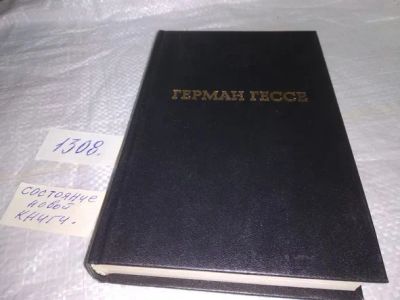 ГЕРМАН ГЕССЕ
1308.
состояние
новой
книги.